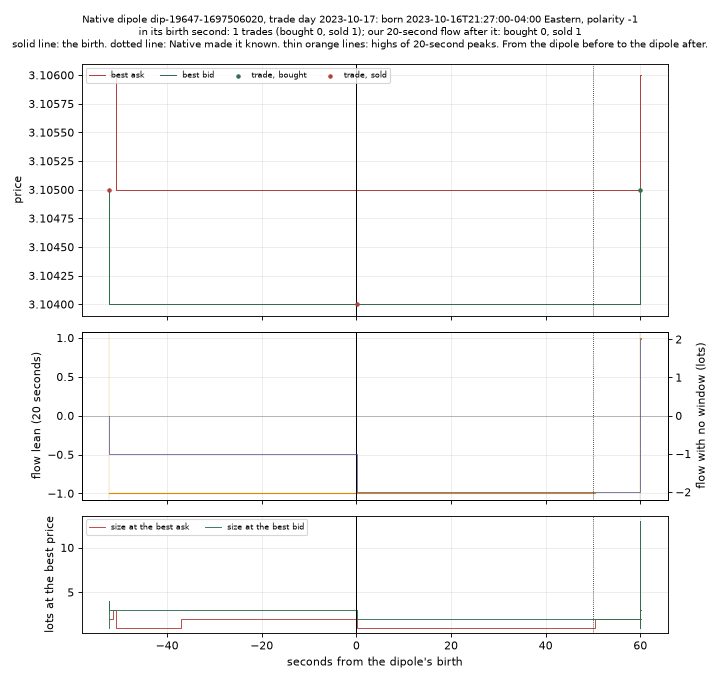 Native dipole dip-19647-1697506020, trade day 2023-10-17: born 2023-10-16T21:27:00-04:00 Eastern, polarity -1
in its birth second: 1 trades (bought 0, sold 1); our 20-second flow after it: bought 0, sold 1
solid line: the birth. dotted line: Native made it known. thin orange lines: highs of 20-second peaks. From the dipole before to the dipole after.
best ask best bid trade, bought trade, sold
3.10600
3.10575
3.10550
3.10525
3.10500
3.10475
3.10450
3.10425
3.10400
price
1.0
0.5
0.0
−0.5
−1.0
flow lean (20 seconds)
2
1
0
−1
−2
flow with no window (lots)
size at the best ask size at the best bid
10
5
lots at the best price
−40 −20 0 20 40 60
seconds from the dipole's birth